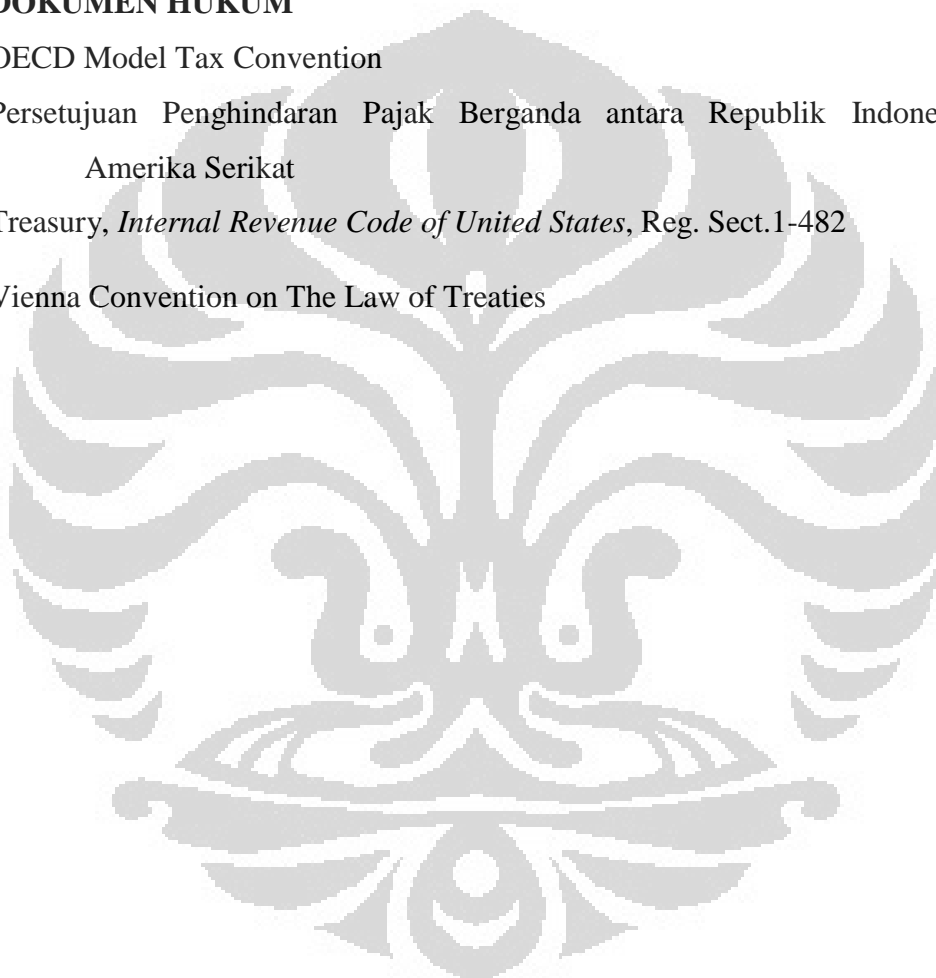 DOKUMEN HUKUM
OECD Model Tax Convention
Persetujuan Penghindaran Pajak Berganda antara Republik Indone
Amerika Serikat
Treasury, Internal Revenue Code of United States, Reg. Sect.1-482
Vienna Convention on The Law of Treaties